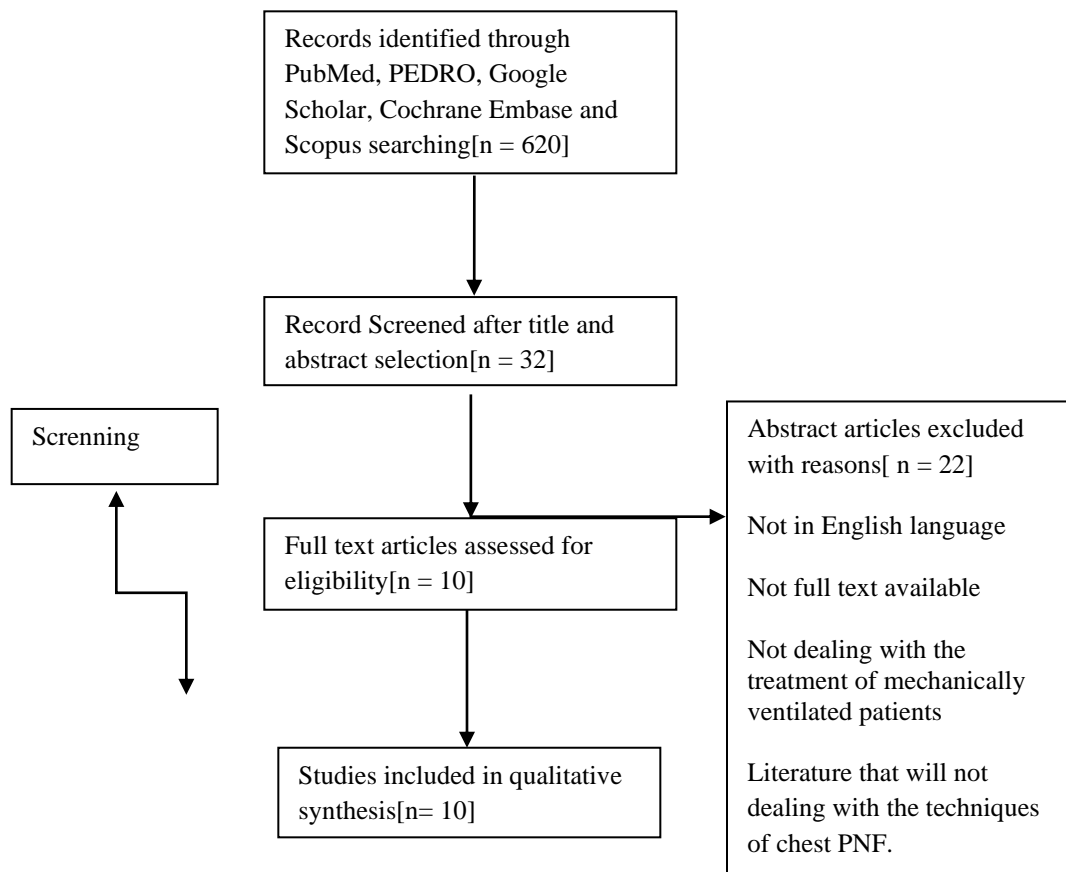 Records identified through
PubMed, PEDRO, Google
Scholar, Cochrane Embase and
Scopus searching[n = 620]
Record Screened after title and
abstract selection[n = 32]
Screnning
Abstract articles excluded
with reasons[ n = 22]
Not in English language
Not full text available
Not dealing with the
treatment of mechanically
ventilated patients
Literature that will not
dealing with the techniques
of chest PNF.
Full text articles assessed for
eligibility[n = 10]
Studies included in qualitative
synthesis[n= 10]